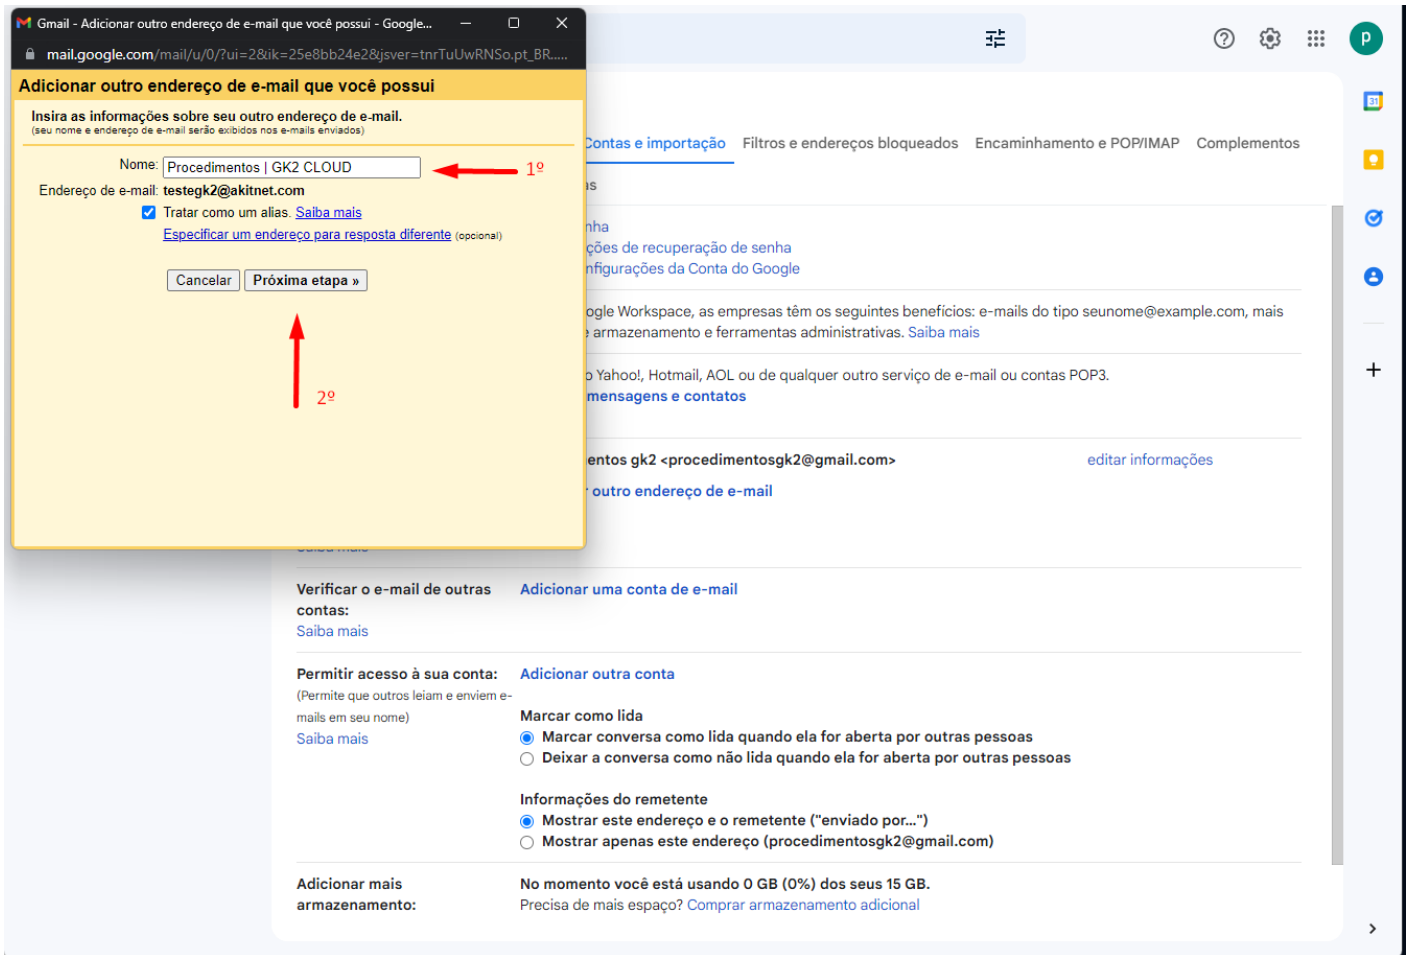 Gmail - Adicionar outro endereço de e-mail que você possui - Google...
mail.google.com/mail/u/0/?ui=2&ik=25e8bb24e2&jsver=tnrTuUwRNSo.pt_BR.....
Adicionar outro endereço de e-mail que você possui
Insira as informações sobre seu outro endereço de e-mail.
(seu nome e endereço de e-mail serão exibidos nos e-mails enviados)
Nome: Procedimentos | GK2 CLOUD
1º
Endereço de e-mail: testegk2@akitnet.com
Tratar como um alias. Saiba mais
Especificar um endereço para resposta diferente (opcional)
Cancelar
Próxima etapa »
2º
p
31
Contas e importação
Filtros e endereços bloqueados
Encaminhamento e POP/IMAP
Complementos
as
nha
ções de recuperação de senha
nfigurações da Conta do Google
ogle Workspace, as empresas têm os seguintes benefícios: e-mails do tipo seunome@example.com, mais
armazenamento e ferramentas administrativas. Saiba mais
o Yahoo!, Hotmail, AOL ou de qualquer outro serviço de e-mail ou contas POP3.
mensagens e contatos
entos gk2 <procedimentosgk2@gmail.com>
editar informações
outro endereço de e-mail
Verificar o e-mail de outras
contas:
Saiba mais
Adicionar uma conta de e-mail
Permitir acesso à sua conta:
(Permite que outros leiam e enviem e-
mails em seu nome)
Saiba mais
Adicionar outra conta
Marcar como lida
Marcar conversa como lida quando ela for aberta por outras pessoas
Deixar a conversa como não lida quando ela for aberta por outras pessoas
Informações do remetente
Mostrar este endereço e o remetente ("enviado por...")
Mostrar apenas este endereço (procedimentosgk2@gmail.com)
Adicionar mais
armazenamento:
No momento você está usando 0 GB (0%) dos seus 15 GB.
Precisa de mais espaço? Comprar armazenamento adicional